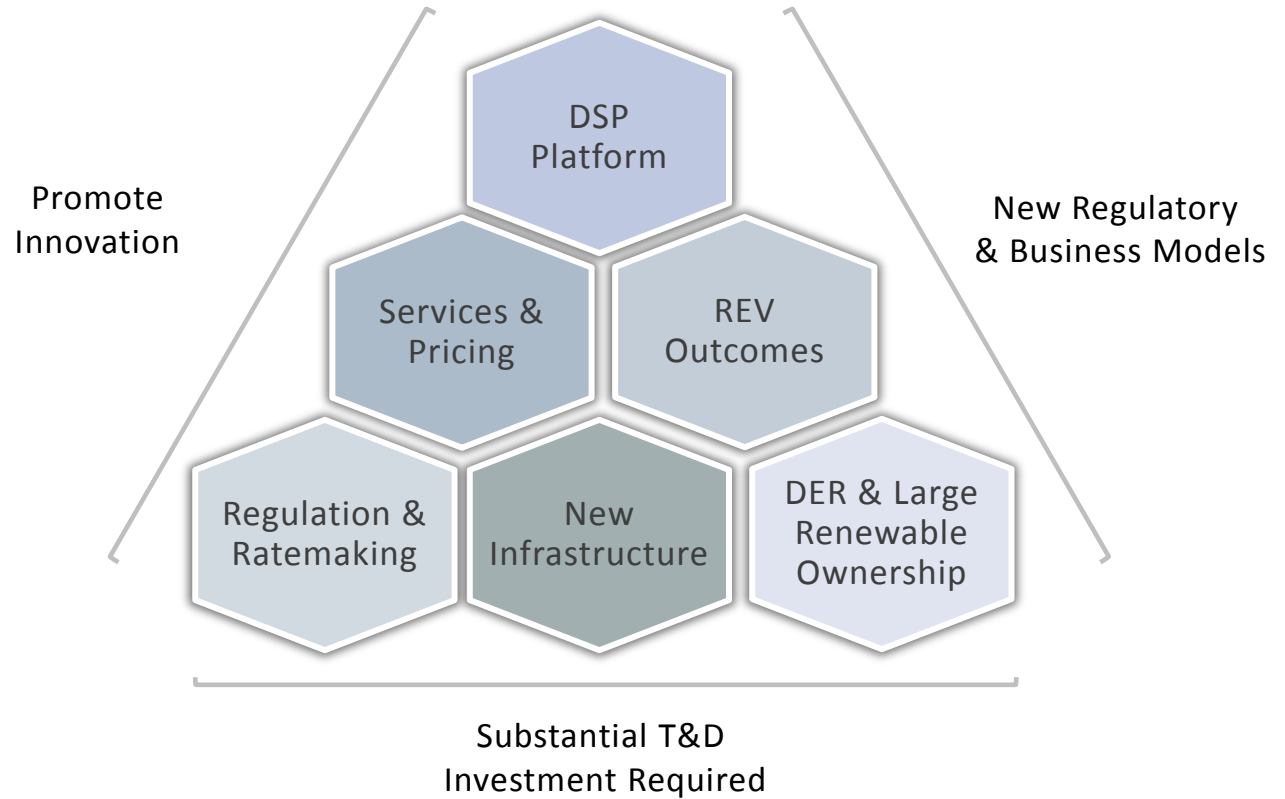 DSP
Platform
Promote
Innovation
New Regulatory
& Business Models
Services &
Pricing
REV
Outcomes
Regulation &
Ratemaking
New
Infrastructure
DER & Large
Renewable
Ownership
Substantial T&D
Investment Required